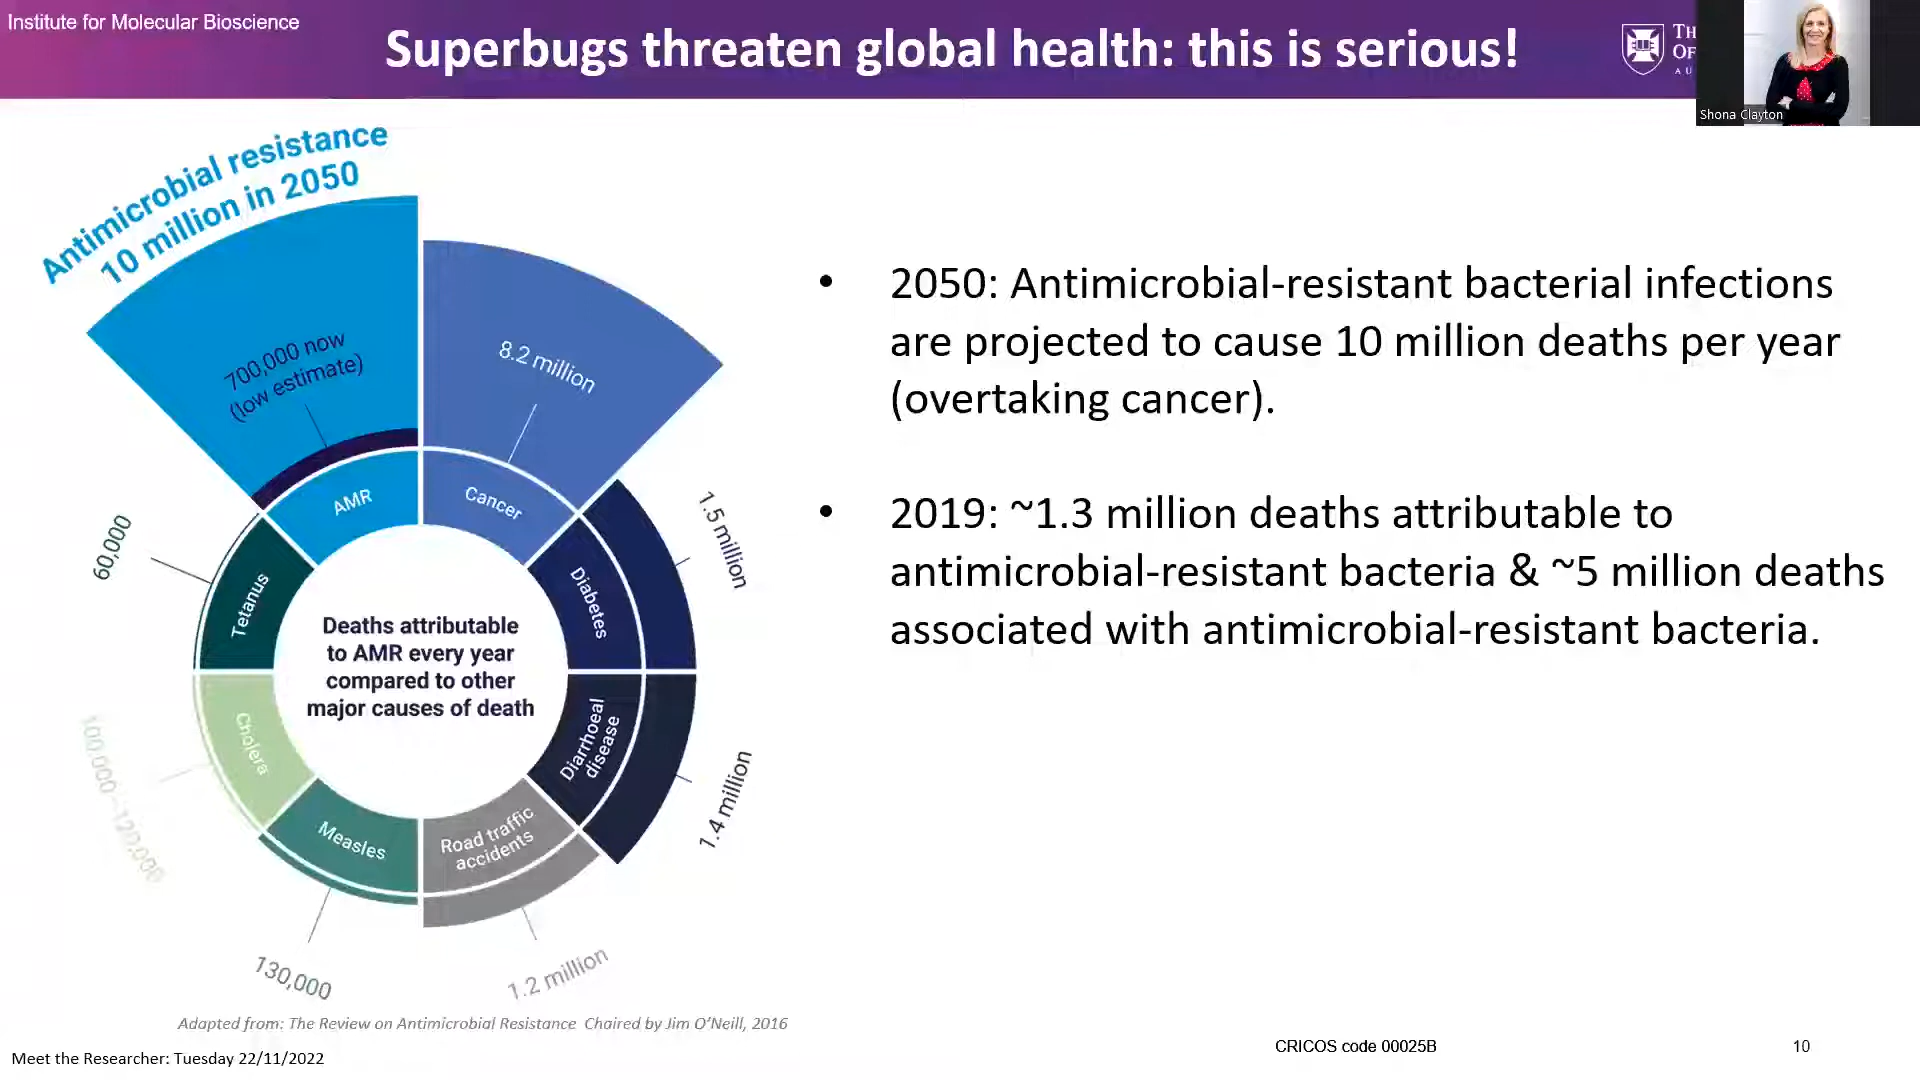 Institute for Molecular Bioscience
Superbugs threaten global health: this is serious!
TH
OF
AU
Shona Clayton
Antimicrobial resistance
10 million in 2050
700,000 now
(low estimate)
8.2 million
AMR
Cancer
60,000
1.5 million
Tetanus
Diabetes
Deaths attributable
to AMR every year
compared to other
major causes of death
Cholera
Diarrhoeal
disease
100,000–120,000
1.4 million
Measles
Road traffic
accidents
130,000
1.2 million
Adapted from: The Review on Antimicrobial Resistance Chaired by Jim O’Neill, 2016
• 2050: Antimicrobial-resistant bacterial infections
are projected to cause 10 million deaths per year
(overtaking cancer).
• 2019: ~1.3 million deaths attributable to
antimicrobial-resistant bacteria & ~5 million deaths
associated with antimicrobial-resistant bacteria.
Meet the Researcher: Tuesday 22/11/2022
CRICOS code 00025B
10